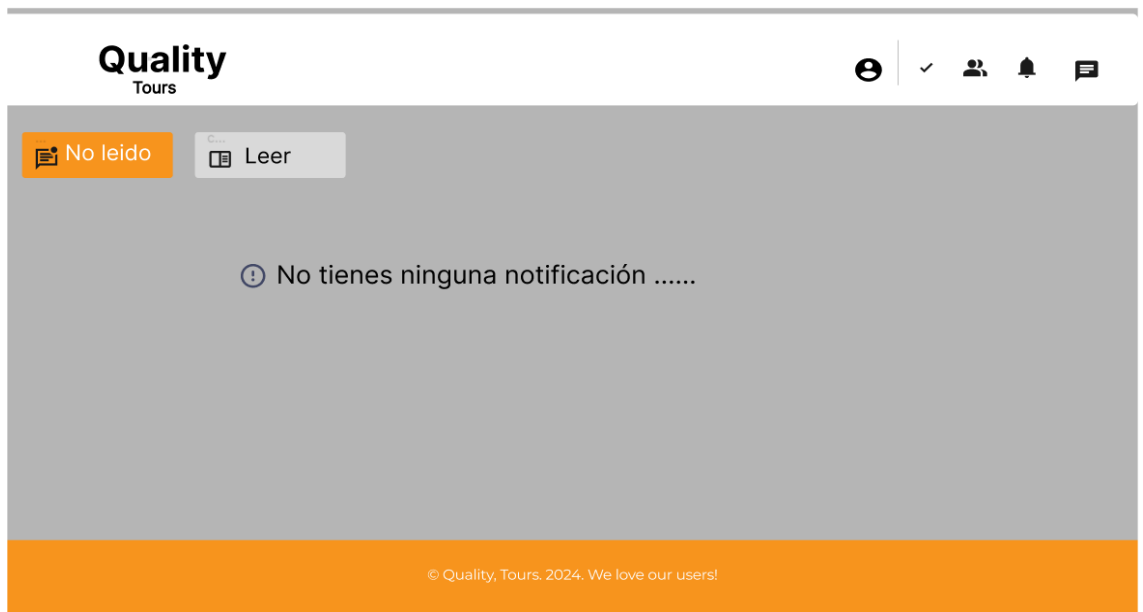 Quality
Tours
...
No leido
C...
Leer
No tienes ninguna notificación ......
© Quality, Tours. 2024. We love our users!